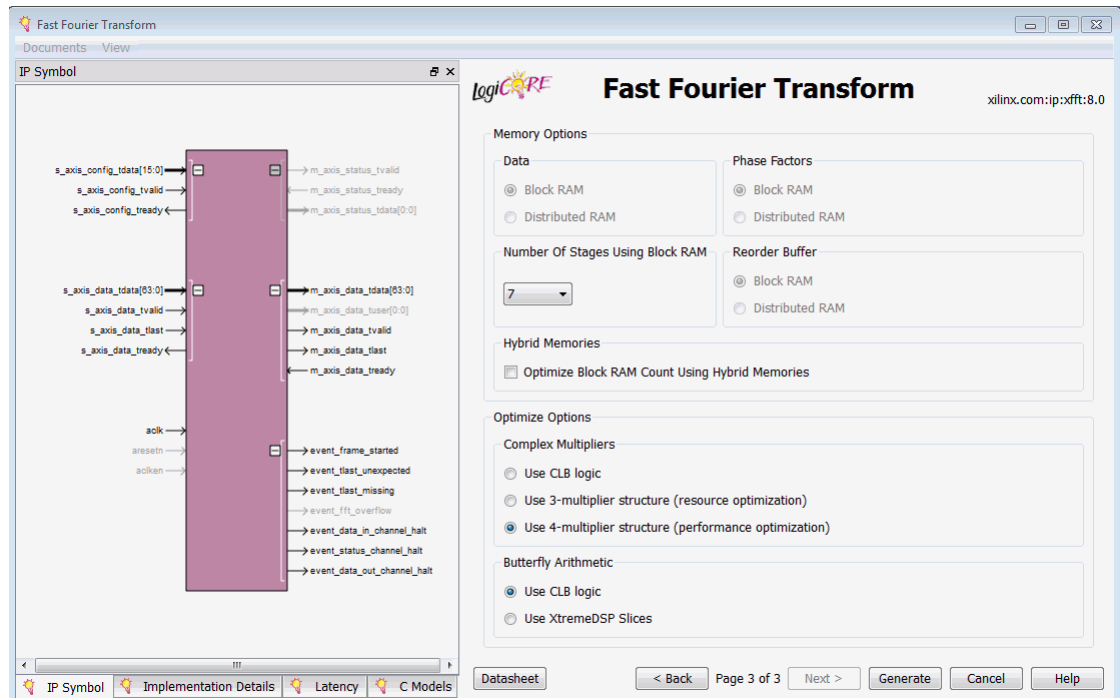 Fast Fourier Transform
Documents View
IP Symbol
s_axis_config_tdata[15:0]
s_axis_config_tvalid
s_axis_config_tready
s_axis_data_tdata[63:0]
s_axis_data_tvalid
s_axis_data_tlast
s_axis_data_tready
aclk
aresetn
aclken
m_axis_status_tvalid
m_axis_status_tready
m_axis_status_tdata[0:0]
m_axis_data_tdata[63:0]
m_axis_data_tuser[0:0]
m_axis_data_tvalid
m_axis_data_tlast
m_axis_data_tready
event_frame_started
event_tlast_unexpected
event_tlast_missing
event_fft_overflow
event_data_in_channel_halt
event_status_channel_halt
event_data_out_channel_halt
IP Symbol Implementation Details Latency C Models
LogiCORE
Fast Fourier Transform
xilinx.com:ip:xfft:8.0
Memory Options
Data
Block RAM
Distributed RAM
Phase Factors
Block RAM
Distributed RAM
Number Of Stages Using Block RAM
7
Reorder Buffer
Block RAM
Distributed RAM
Hybrid Memories
Optimize Block RAM Count Using Hybrid Memories
Optimize Options
Complex Multipliers
Use CLB logic
Use 3-multiplier structure (resource optimization)
Use 4-multiplier structure (performance optimization)
Butterfly Arithmetic
Use CLB logic
Use XtremeDSP Slices
Datasheet < Back Page 3 of 3 Next > Generate Cancel Help